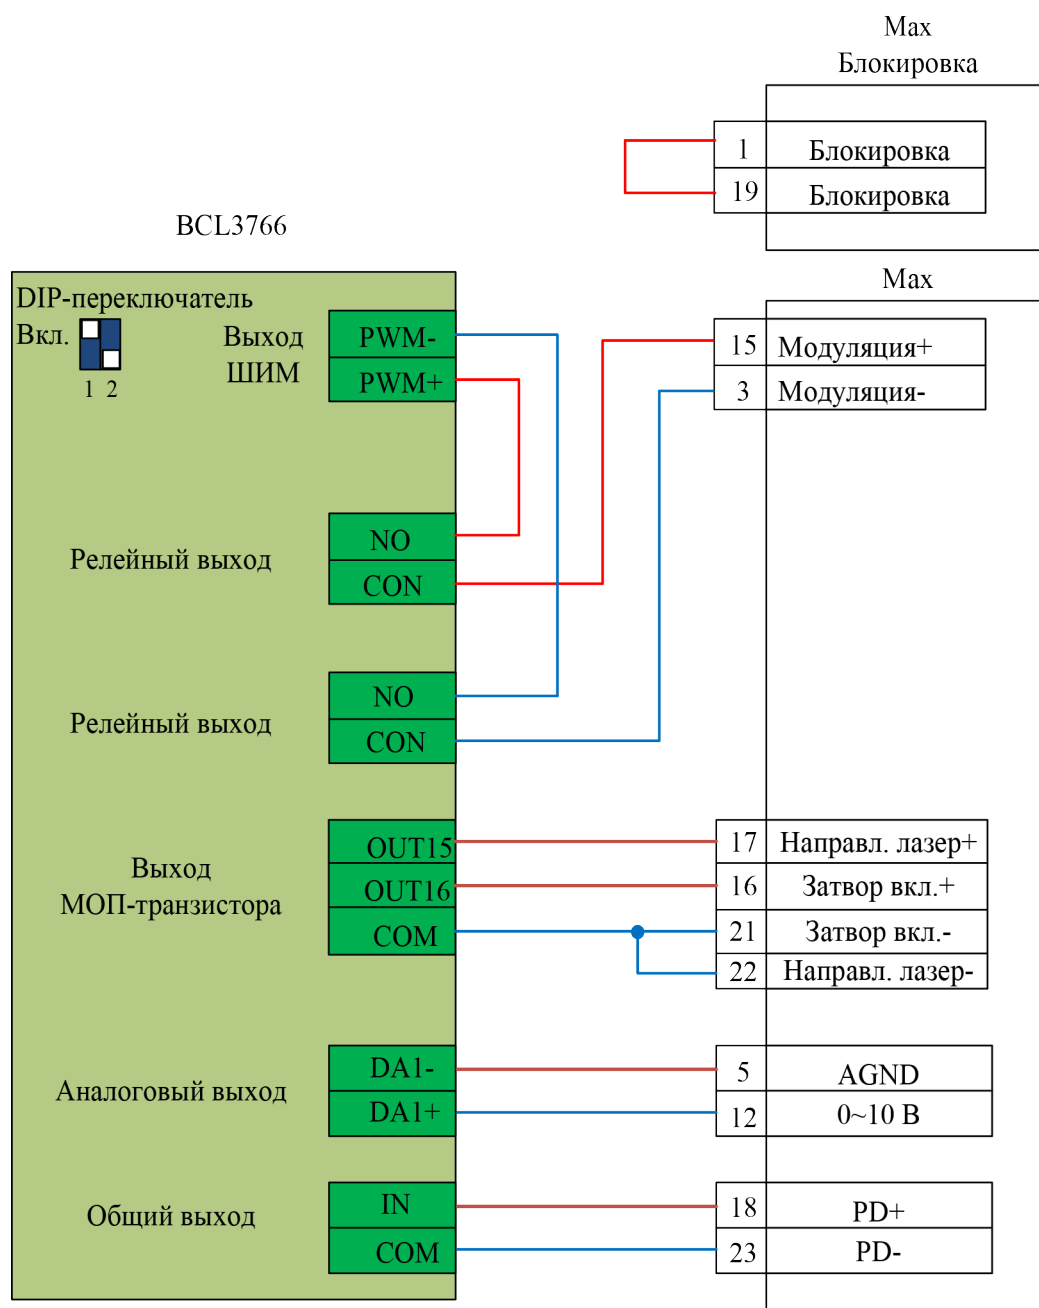 Max
Блокировка
1 Блокировка
19 Блокировка
BCL3766
Max
DIP-переключатель
Вкл.
1 2
Выход
ШИМ
PWM-
PWM+
15 Модуляция+
3 Модуляция-
Релейный выход
NO
CON
Релейный выход
NO
CON
Выход
МОП-транзистора
OUT15
OUT16
COM
17 Направл. лазер+
16 Затвор вкл.+
21 Затвор вкл.-
22 Направл. лазер-
Аналоговый выход
DA1-
DA1+
5 AGND
12 0~10 В
Общий выход
IN
COM
18 PD+
23 PD-